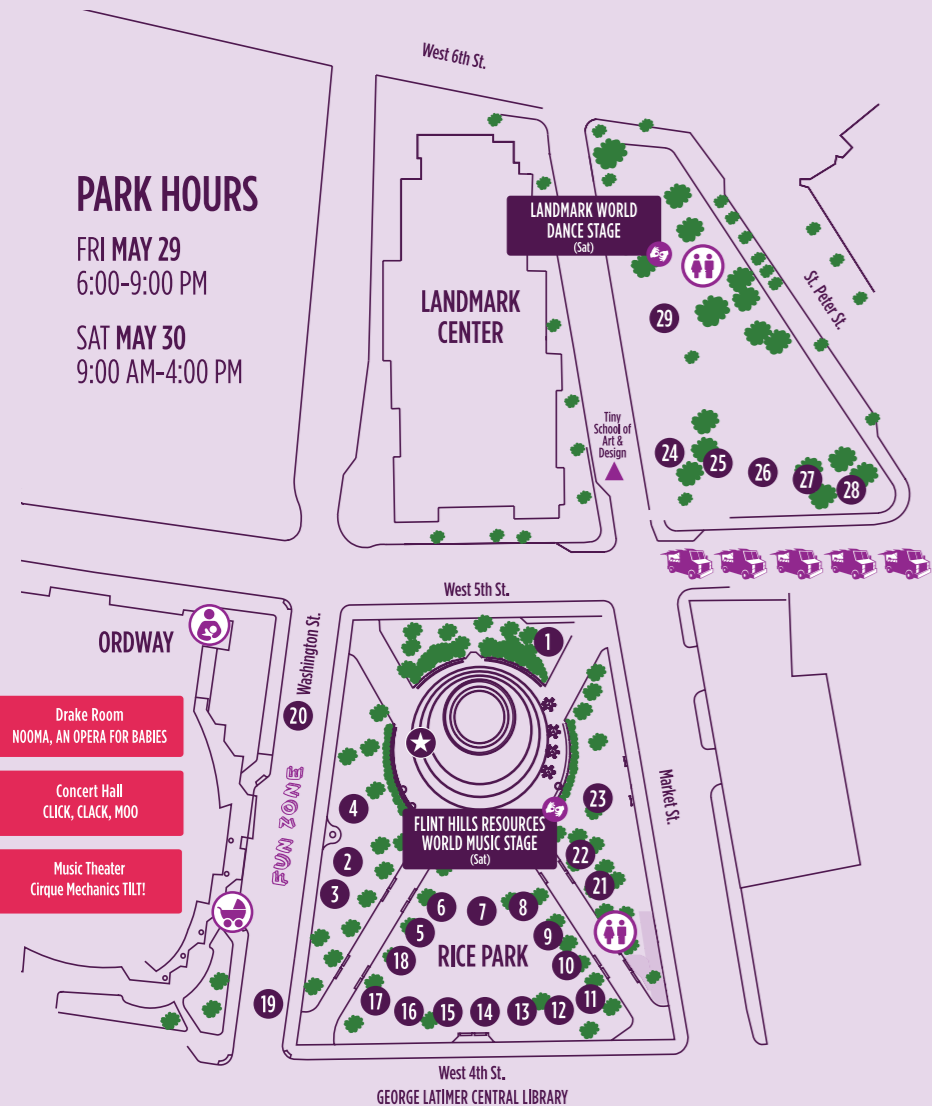 West 6th St.
PARK HOURS
FRI MAY 29
6:00-9:00 PM
SAT MAY 30
9:00 AM-4:00 PM
LANDMARK WORLD
DANCE STAGE
(Sat)
LANDMARK
CENTER
St. Peter St.
29
Tiny
School of
Art &
Design
24
25
26
27
28
West 5th St.
ORDWAY
Washington St.
1
20
Drake Room
NOOMA, AN OPERA FOR BABIES
Concert Hall
CLICK, CLACK, MOO
Music Theater
Cirque Mechanics TILT!
FUN ZONE
Market St.
4
23
FLINT HILLS RESOURCES
WORLD MUSIC STAGE
(Sat)
2
22
3
21
6
7
8
5
9
18
RICE PARK
10
19
17
16
15
14
13
12
11
West 4th St.
GEORGE LATIMER CENTRAL LIBRARY